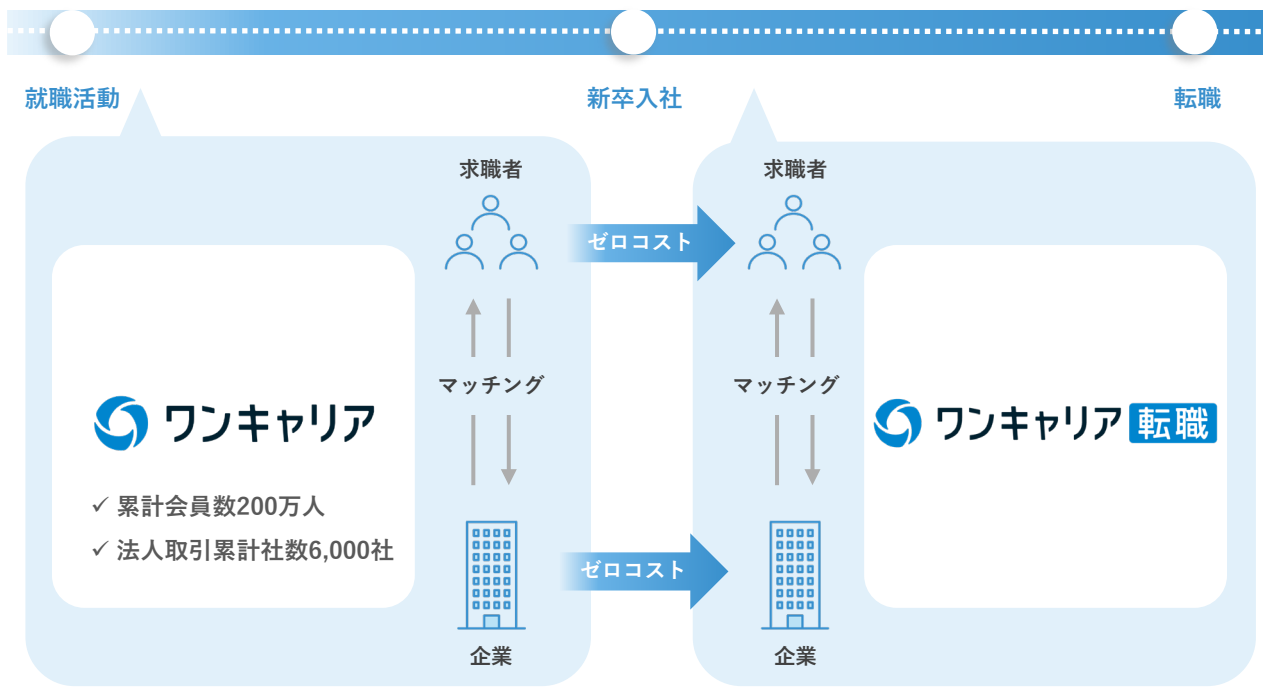 就職活動
新卒入社
転職
求職者
マッチング
企業
ワンキャリア
✓ 累計会員数200万人
✓ 法人取引累計社数6,000社
ゼロコスト
ゼロコスト
求職者
マッチング
企業
ワンキャリア 転職